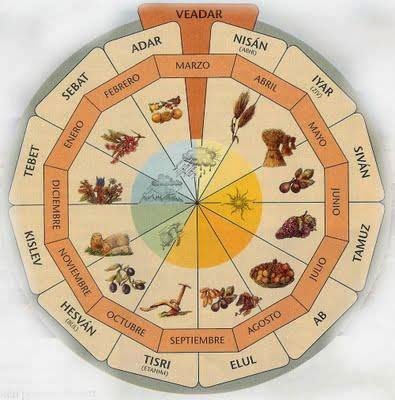 VEADAR
NISÁN
(ABIB)
IYAR
(ZIV)
SIVÁN
TAMUZ
AB
ELUL
TISRI
(ETANIM)
HESVÁN
(BUL)
KISLEV
TEBET
SEBAT
ADAR
MARZO
ABRIL
MAYO
JUNIO
JULIO
AGOSTO
SEPTIEMBRE
OCTUBRE
NOVIEMBRE
DICIEMBRE
ENERO
FEBRERO